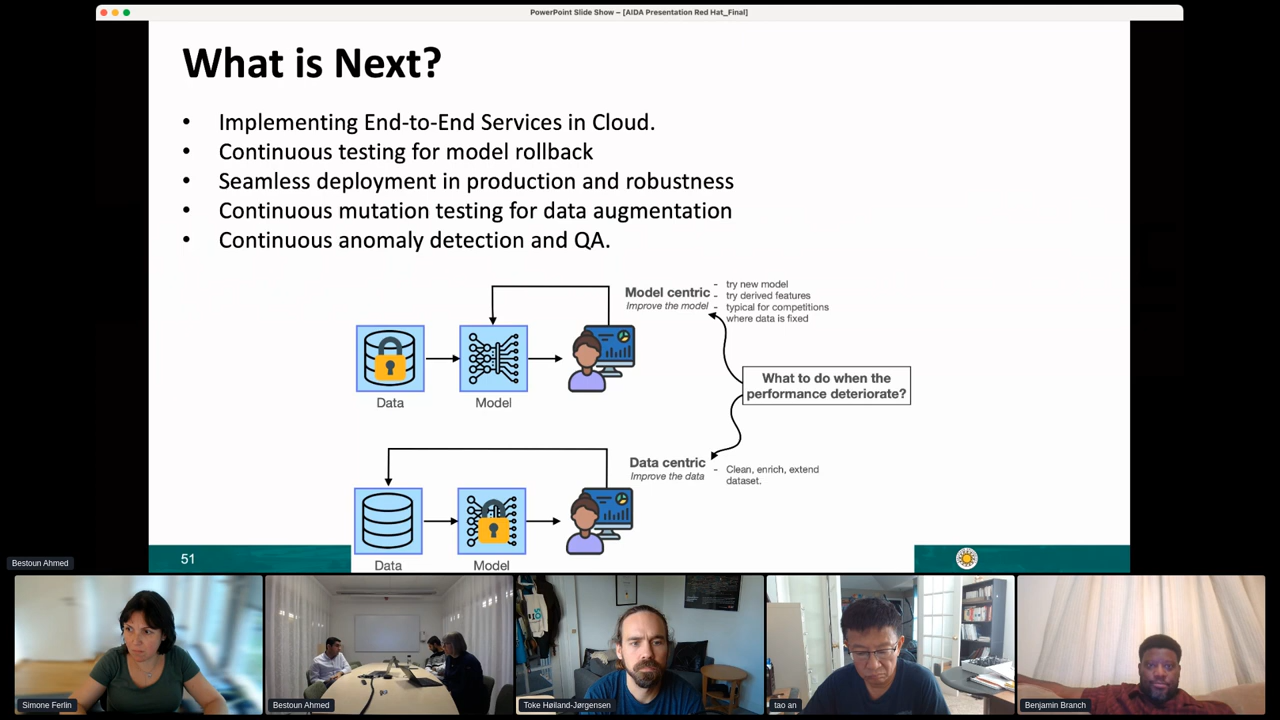 PowerPoint Slide Show – [AIDA Presentation Red Hat_Final]
What is Next?
• Implementing End-to-End Services in Cloud.
• Continuous testing for model rollback
• Seamless deployment in production and robustness
• Continuous mutation testing for data augmentation
• Continuous anomaly detection and QA.
Model centric
Improve the model
- try new model
- try derived features
- typical for competitions
where data is fixed
Data
Model
What to do when the
performance deteriorate?
Data centric
Improve the data
- Clean, enrich, extend
dataset.
Data
Model
51
Bestoun Ahmed
Simone Ferlin
Bestoun Ahmed
Toke Høiland-Jørgensen
tao an
Benjamin Branch